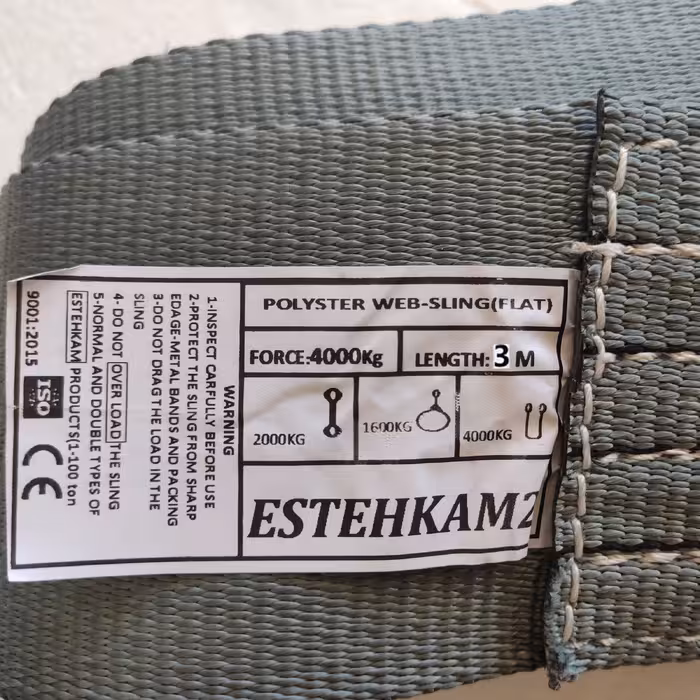 POLYSTER WEB-SLING(FLAT)
FORCE:4000Kg
LENGTH: 3 M
2000KG
1600KG
4000KG
ESTEHKAM2
WARNING
1-INSPECT CARFULLY BEFORE USE
2-PROTECT THE SLING FROM SHARP
EDAGE-METAL BANDS AND PACKING
3-DO NOT DRAG THE LOAD IN THE
SLING
4- DO NOT OVER LOAD THE SLING
5-NORMAL AND DOUBLE TYPES OF
ESTEHKAM PRODUCTS(1-100 ton
9001:2015
ISO
CE